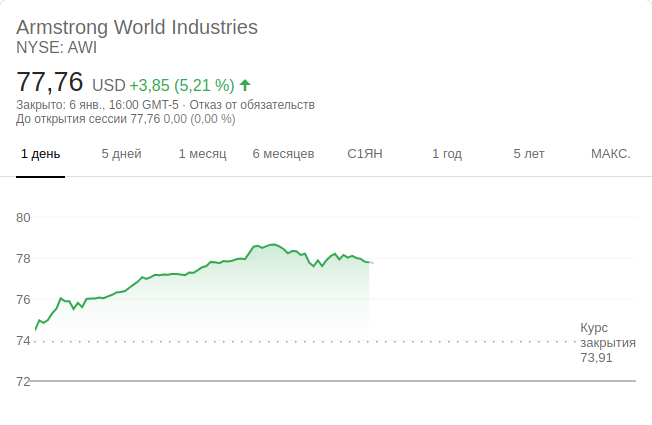 Armstrong World Industries
NYSE: AWI
77,76 USD +3,85 (5,21 %)
Закрыто: 6 янв., 16:00 GMT-5 · Отказ от обязательств
До открытия сессии 77,76 0,00 (0,00 %)
1 день 5 дней 1 месяц 6 месяцев С1ЯН 1 год 5 лет МАКС.
80
78
76
74
72
Курс
закрытия
73,91